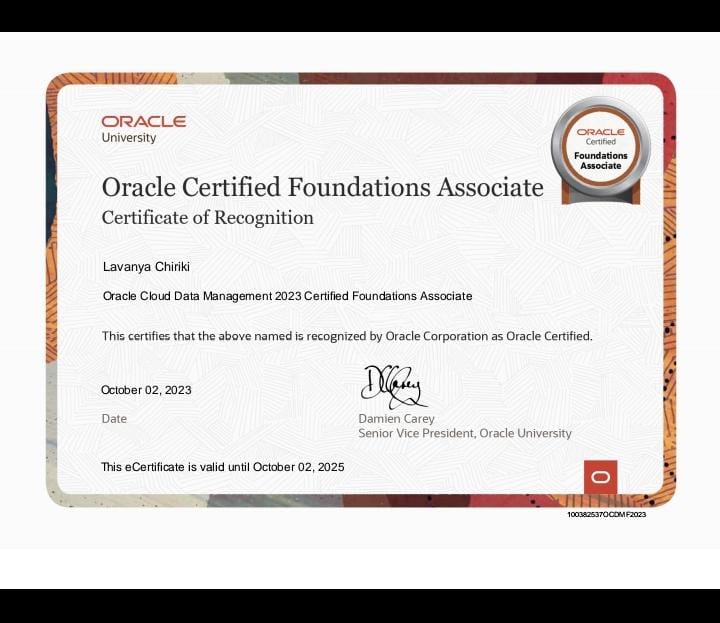 ORACLE
University
ORACLE
Certified
Foundations
Associate
Oracle Certified Foundations Associate
Certificate of Recognition
Lavanya Chiriki
Oracle Cloud Data Management 2023 Certified Foundations Associate
This certifies that the above named is recognized by Oracle Corporation as Oracle Certified.
October 02, 2023
Date
DCarey
Damien Carey
Senior Vice President, Oracle University
This eCertificate is valid until October 02, 2025
100382537OCDMF2023